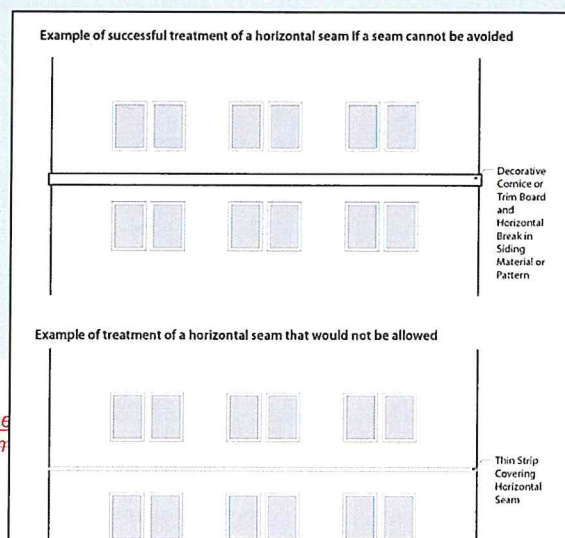 Example of successful treatment of a horizontal seam if a seam cannot be avoided
Decorative
Cornice or
Trim Board
and
Horizontal
Break in
Siding
Material or
Pattern
Example of treatment of a horizontal seam that would not be allowed
Thin Strip
Covering
Horizontal
Seam